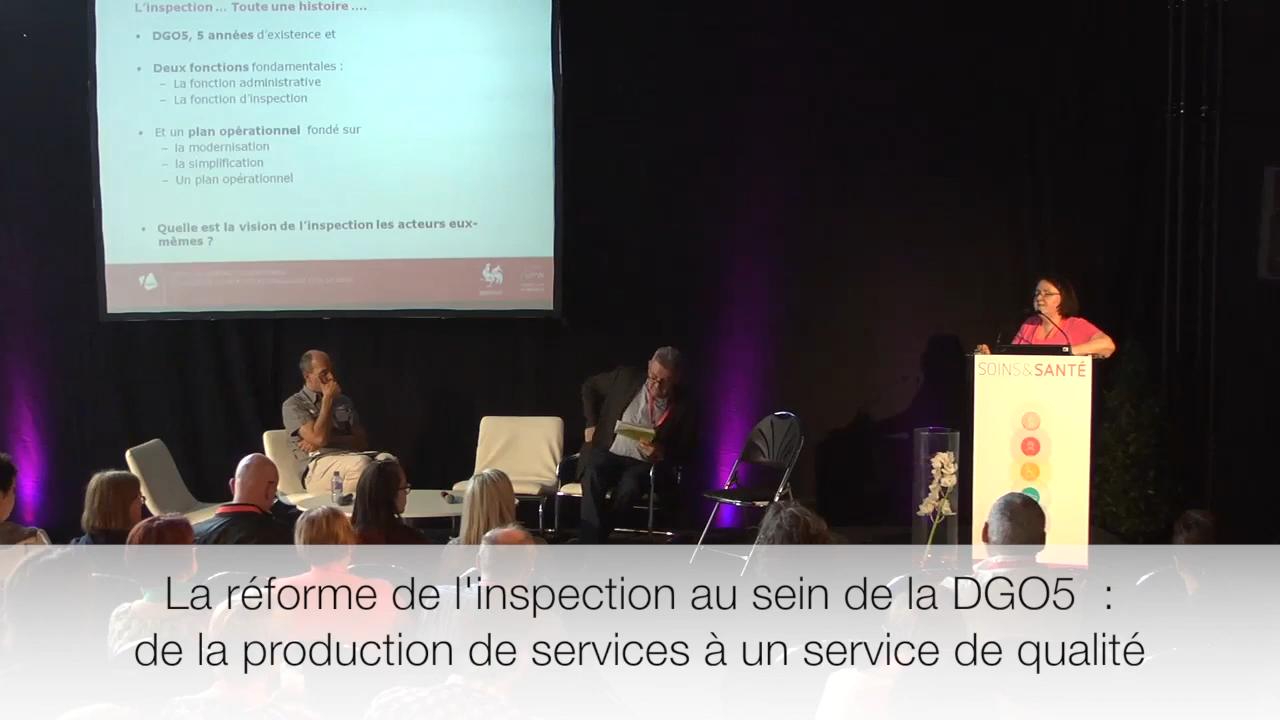 L'inspection ... Toute une histoire ....
• DGO5, 5 années d'existence et
• Deux fonctions fondamentales :
– La fonction administrative
– La fonction d'inspection
• Et un plan opérationnel fondé sur
– la modernisation
– la simplification
– Un plan opérationnel
• Quelle est la vision de l'inspection les acteurs eux-
mêmes ?
SOINS&SANTÉ
La réforme de l'inspection au sein de la DGO5 :
de la production de services à un service de qualité